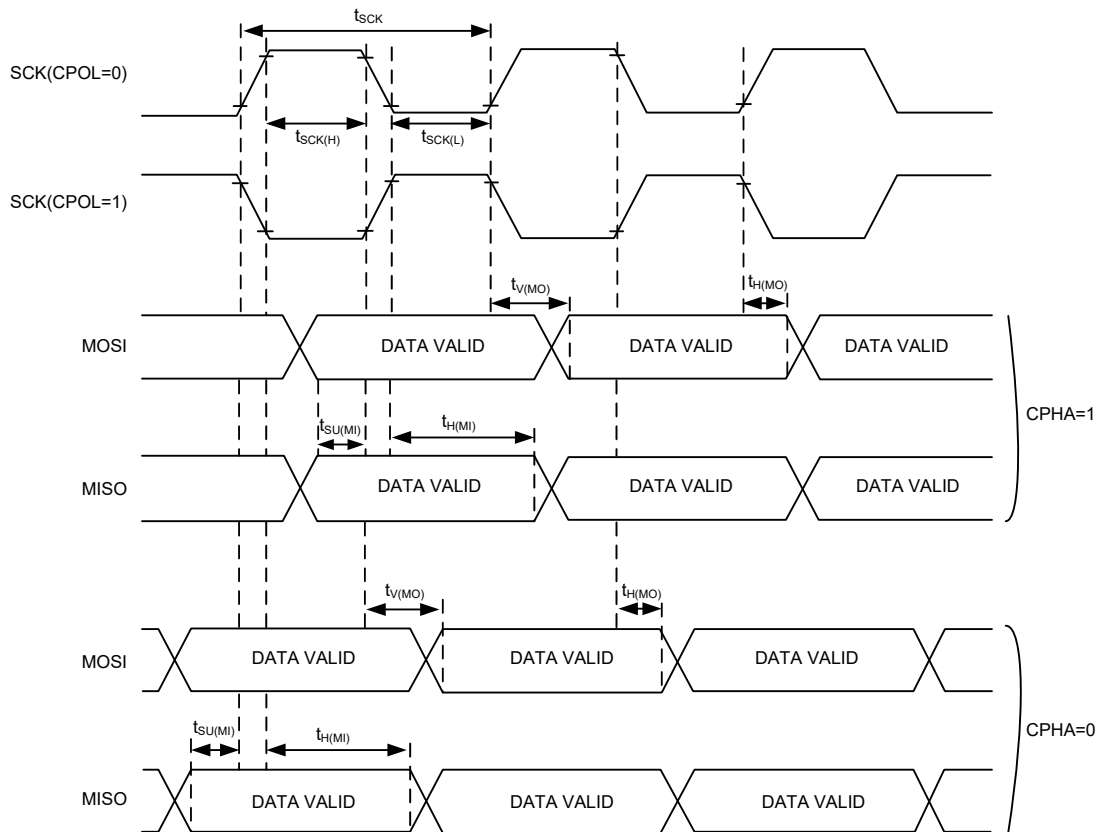 tSCK
SCK(CPOL=0)
tSCK(H)
tSCK(L)
SCK(CPOL=1)
tV(MO)
tH(MO)
MOSI
DATA VALID
DATA VALID
DATA VALID
CPHA=1
tSU(MI)
tH(MI)
MISO
DATA VALID
DATA VALID
DATA VALID
tV(MO)
tH(MO)
MOSI
DATA VALID
DATA VALID
DATA VALID
CPHA=0
tSU(MI)
tH(MI)
MISO
DATA VALID
DATA VALID
DATA VALID